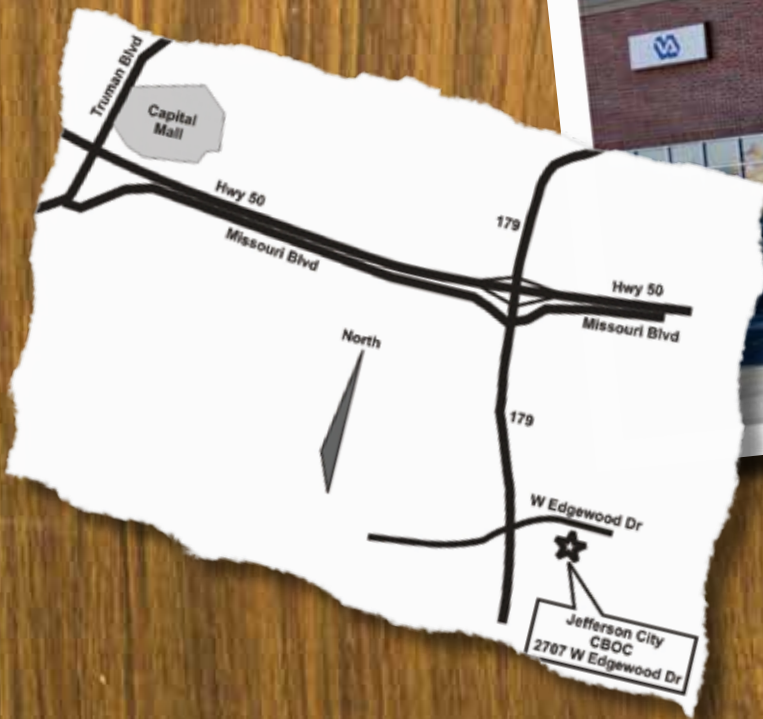 VA
Truman Blvd
Capital
Mall
Hwy 50
Missouri Blvd
179
Hwy 50
Missouri Blvd
North
179
W Edgewood Dr
Jefferson City
CBOC
2707 W Edgewood Dr